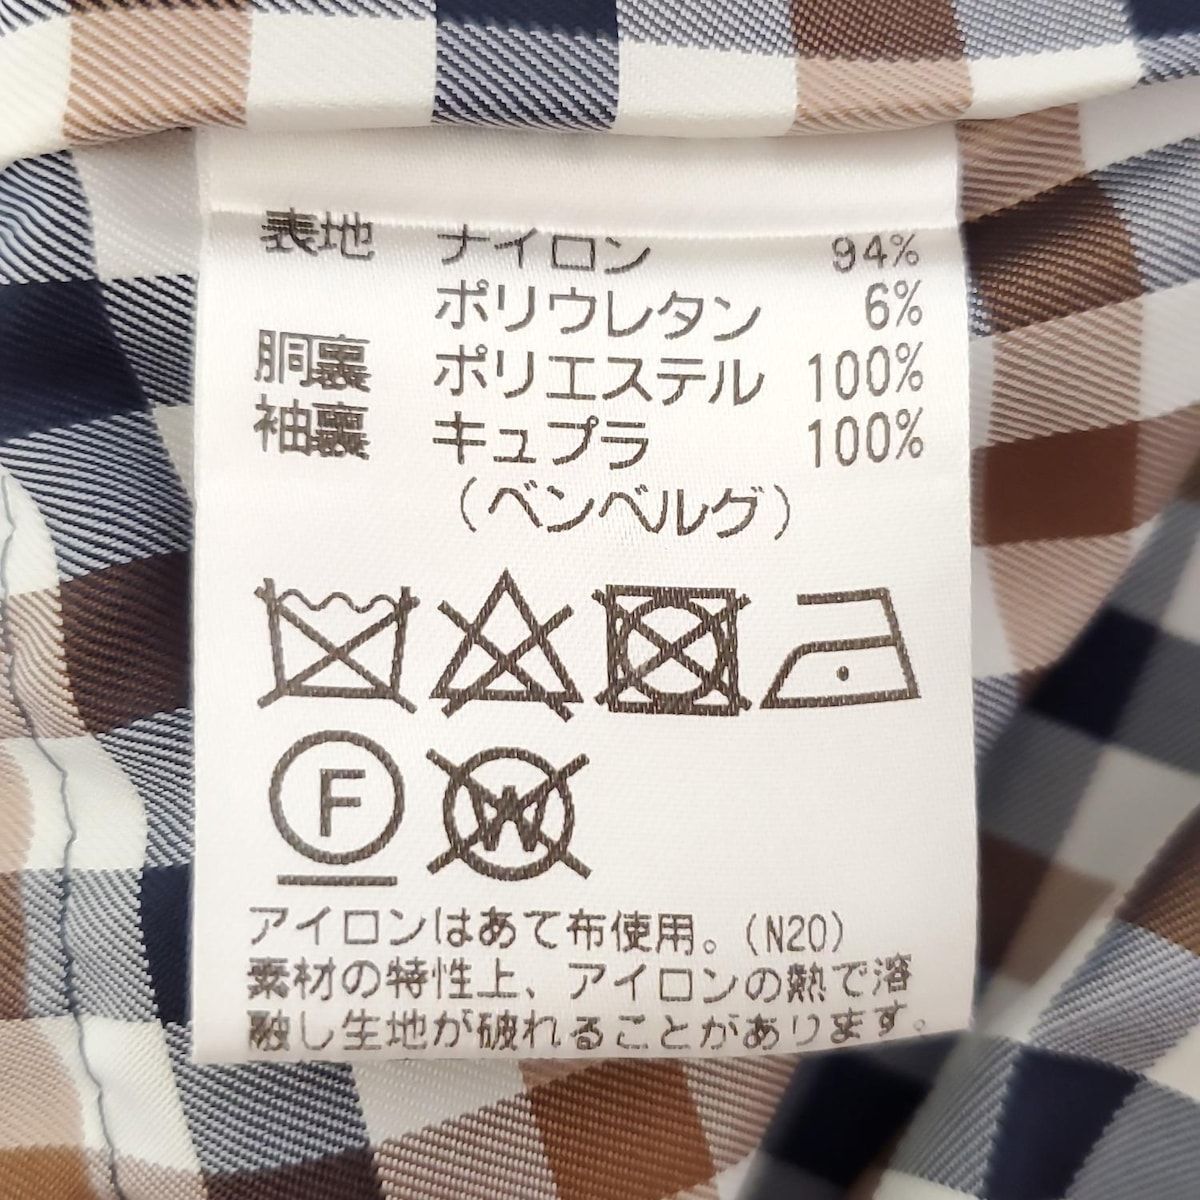 表地 ナイロン 94%
ポリウレタン 6%
胴裏 ポリエステル 100%
袖裏 キュプラ 100%
(ベンベルグ)
F
W
アイロンはあて布使用。(N20)
素材の特性上、アイロンの熱で溶
融し生地が破れることがあります。